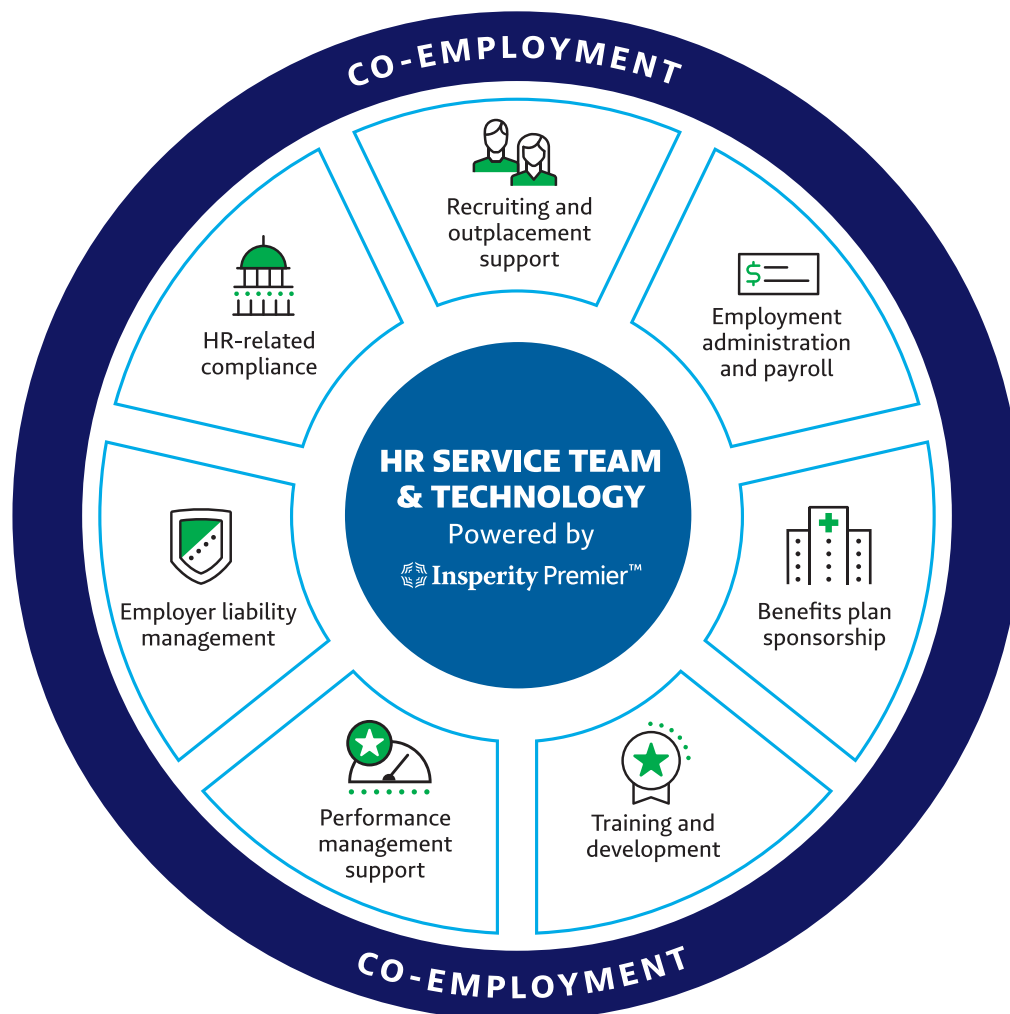 CO-EMPLOYMENT
Recruiting and
outplacement
support
Employment
administration
and payroll
Benefits plan
sponsorship
Training and
development
Performance
management
support
Employer liability
management
HR-related
compliance
HR SERVICE TEAM
& TECHNOLOGY
Powered by
Insperity Premier™
CO-EMPLOYMENT